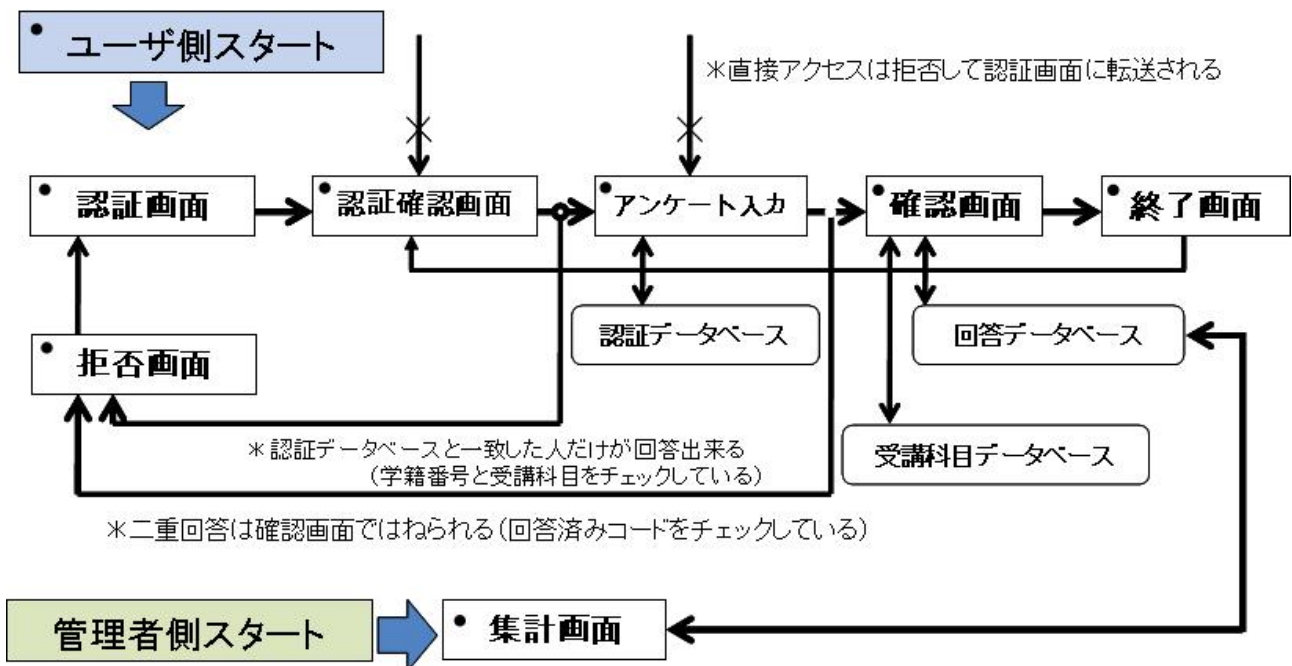 • ユーザ側スタート
＊直接アクセスは拒否して認証画面に転送される
• 認証画面
• 認証確認画面
• アンケート入力
• 確認画面
• 終了画面
認証データベース
回答データベース
• 拒否画面
＊認証データベースと一致した人だけが回答出来る
（学籍番号と受講科目をチェックしている）
受講科目データベース
＊二重回答は確認画面ではねられる（回答済みコードをチェックしている）
管理者側スタート
• 集計画面